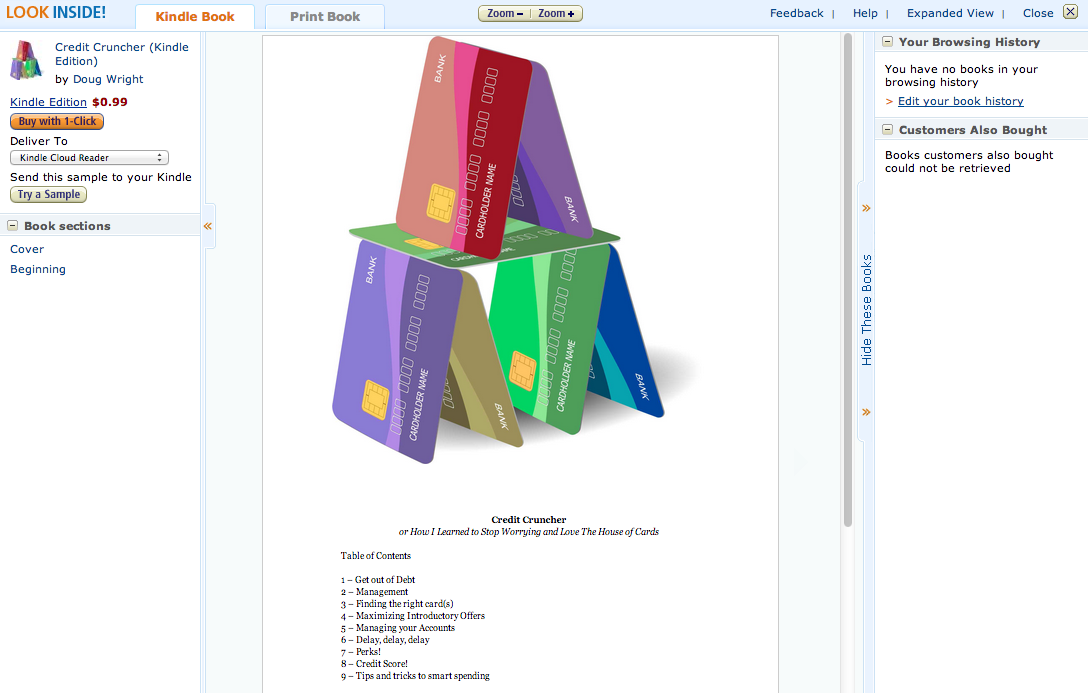 LOOK INSIDE!
Kindle Book
Print Book
Zoom – | Zoom +
Feedback | Help | Expanded View | Close
Credit Cruncher (Kindle
Edition)
by Doug Wright
Kindle Edition $0.99
Buy with 1-Click
Deliver To
Kindle Cloud Reader
Send this sample to your Kindle
Try a Sample
Book sections
Cover
Beginning
«
BANK
CARDHOLDER NAME
BANK
BANK
CARDHOLDER NAME
BANK
CARDHOLDER NAME
BANK
Credit Cruncher
or How I Learned to Stop Worrying and Love The House of Cards
Table of Contents
1 – Get out of Debt
2 – Management
3 – Finding the right card(s)
4 – Maximizing Introductory Offers
5 – Managing your Accounts
6 – Delay, delay, delay
7 – Perks!
8 – Credit Score!
9 – Tips and tricks to smart spending
»
Hide These Books
»
Your Browsing History
You have no books in your
browsing history
> Edit your book history
Customers Also Bought
Books customers also bought
could not be retrieved